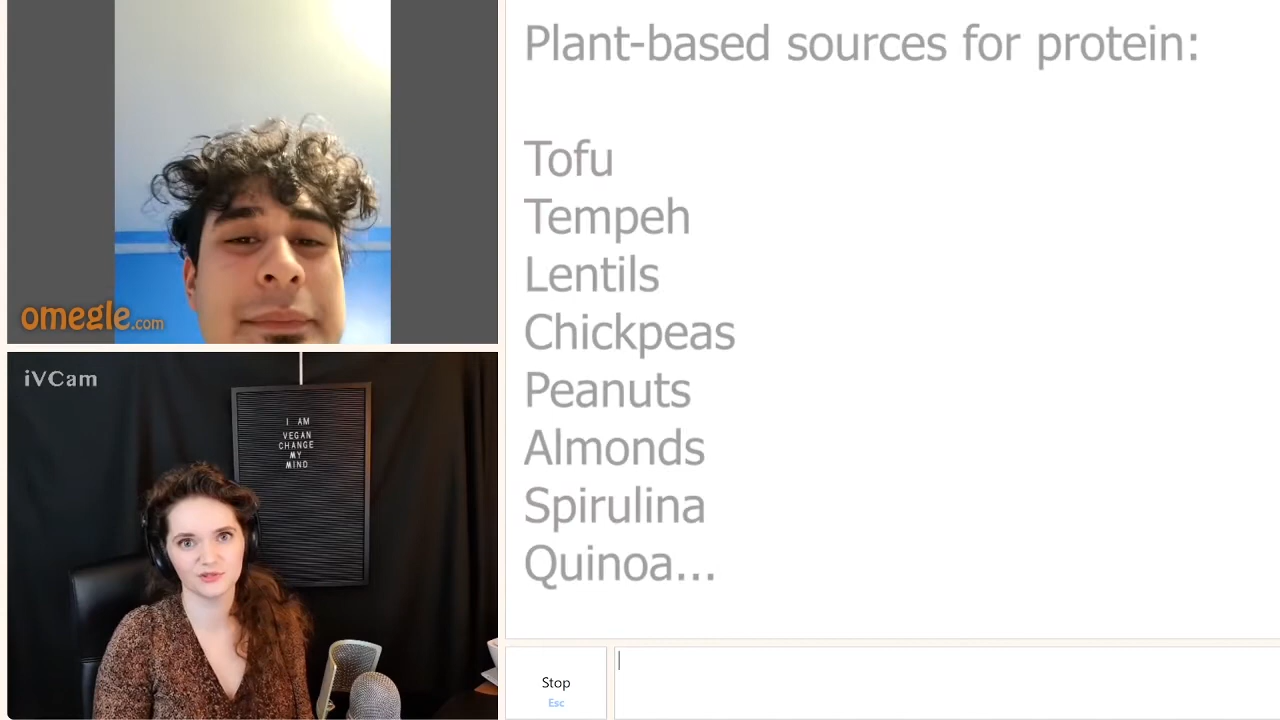 omegle.com
iVCam
I AM
VEGAN
CHANGE
MY
MIND
Plant-based sources for protein:
Tofu
Tempeh
Lentils
Chickpeas
Peanuts
Almonds
Spirulina
Quinoa...
Stop
Esc